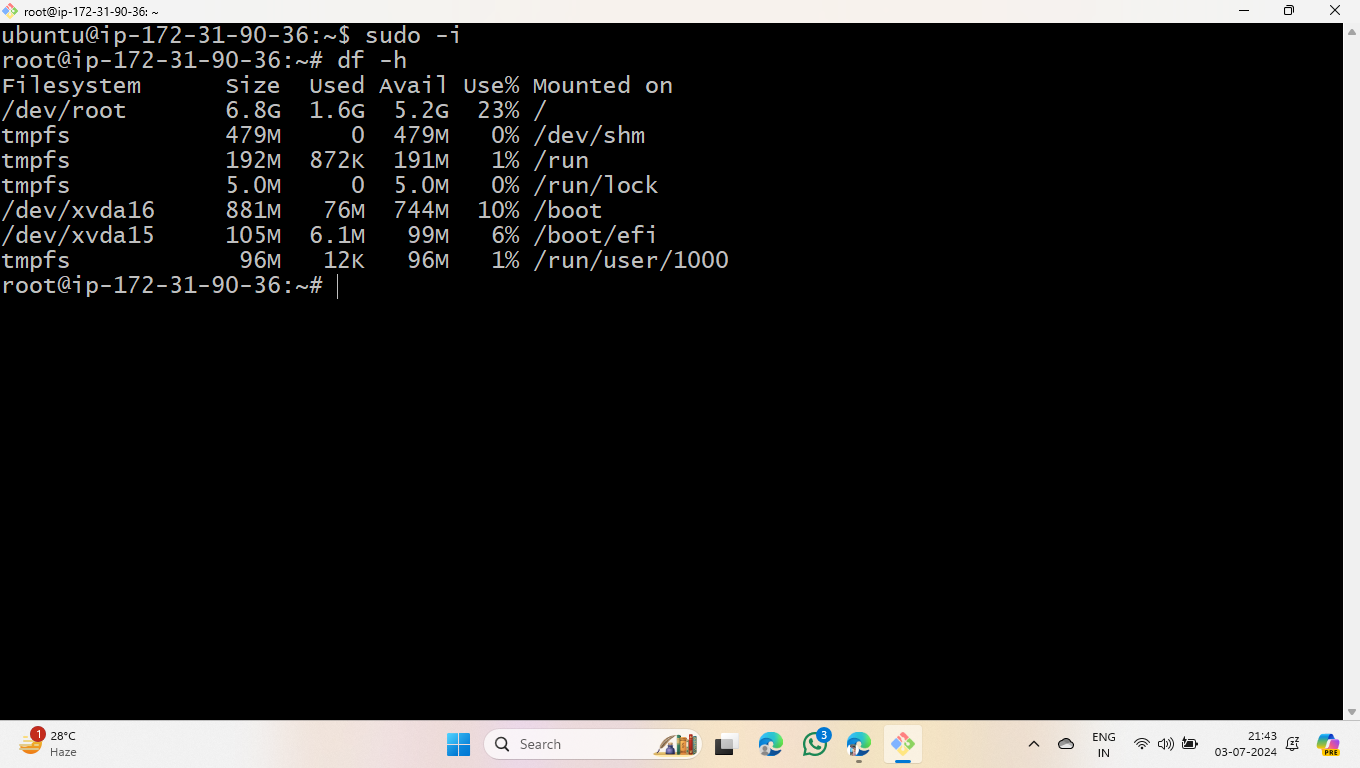 root@ip-172-31-90-36: ~
ubuntu@ip-172-31-90-36:~$ sudo -i
root@ip-172-31-90-36:~# df -h
Filesystem      Size  Used Avail Use% Mounted on
/dev/root       6.8G  1.6G  5.2G  23% /
tmpfs           479M     0  479M   0% /dev/shm
tmpfs           192M  872K  191M   1% /run
tmpfs           5.0M     0  5.0M   0% /run/lock
/dev/xvda16     881M   76M  744M  10% /boot
/dev/xvda15     105M  6.1M   99M   6% /boot/efi
tmpfs            96M   12K   96M   1% /run/user/1000
root@ip-172-31-90-36:~#
1
28°C
Haze
Search
3
ENG
IN
21:43
03-07-2024
PRE